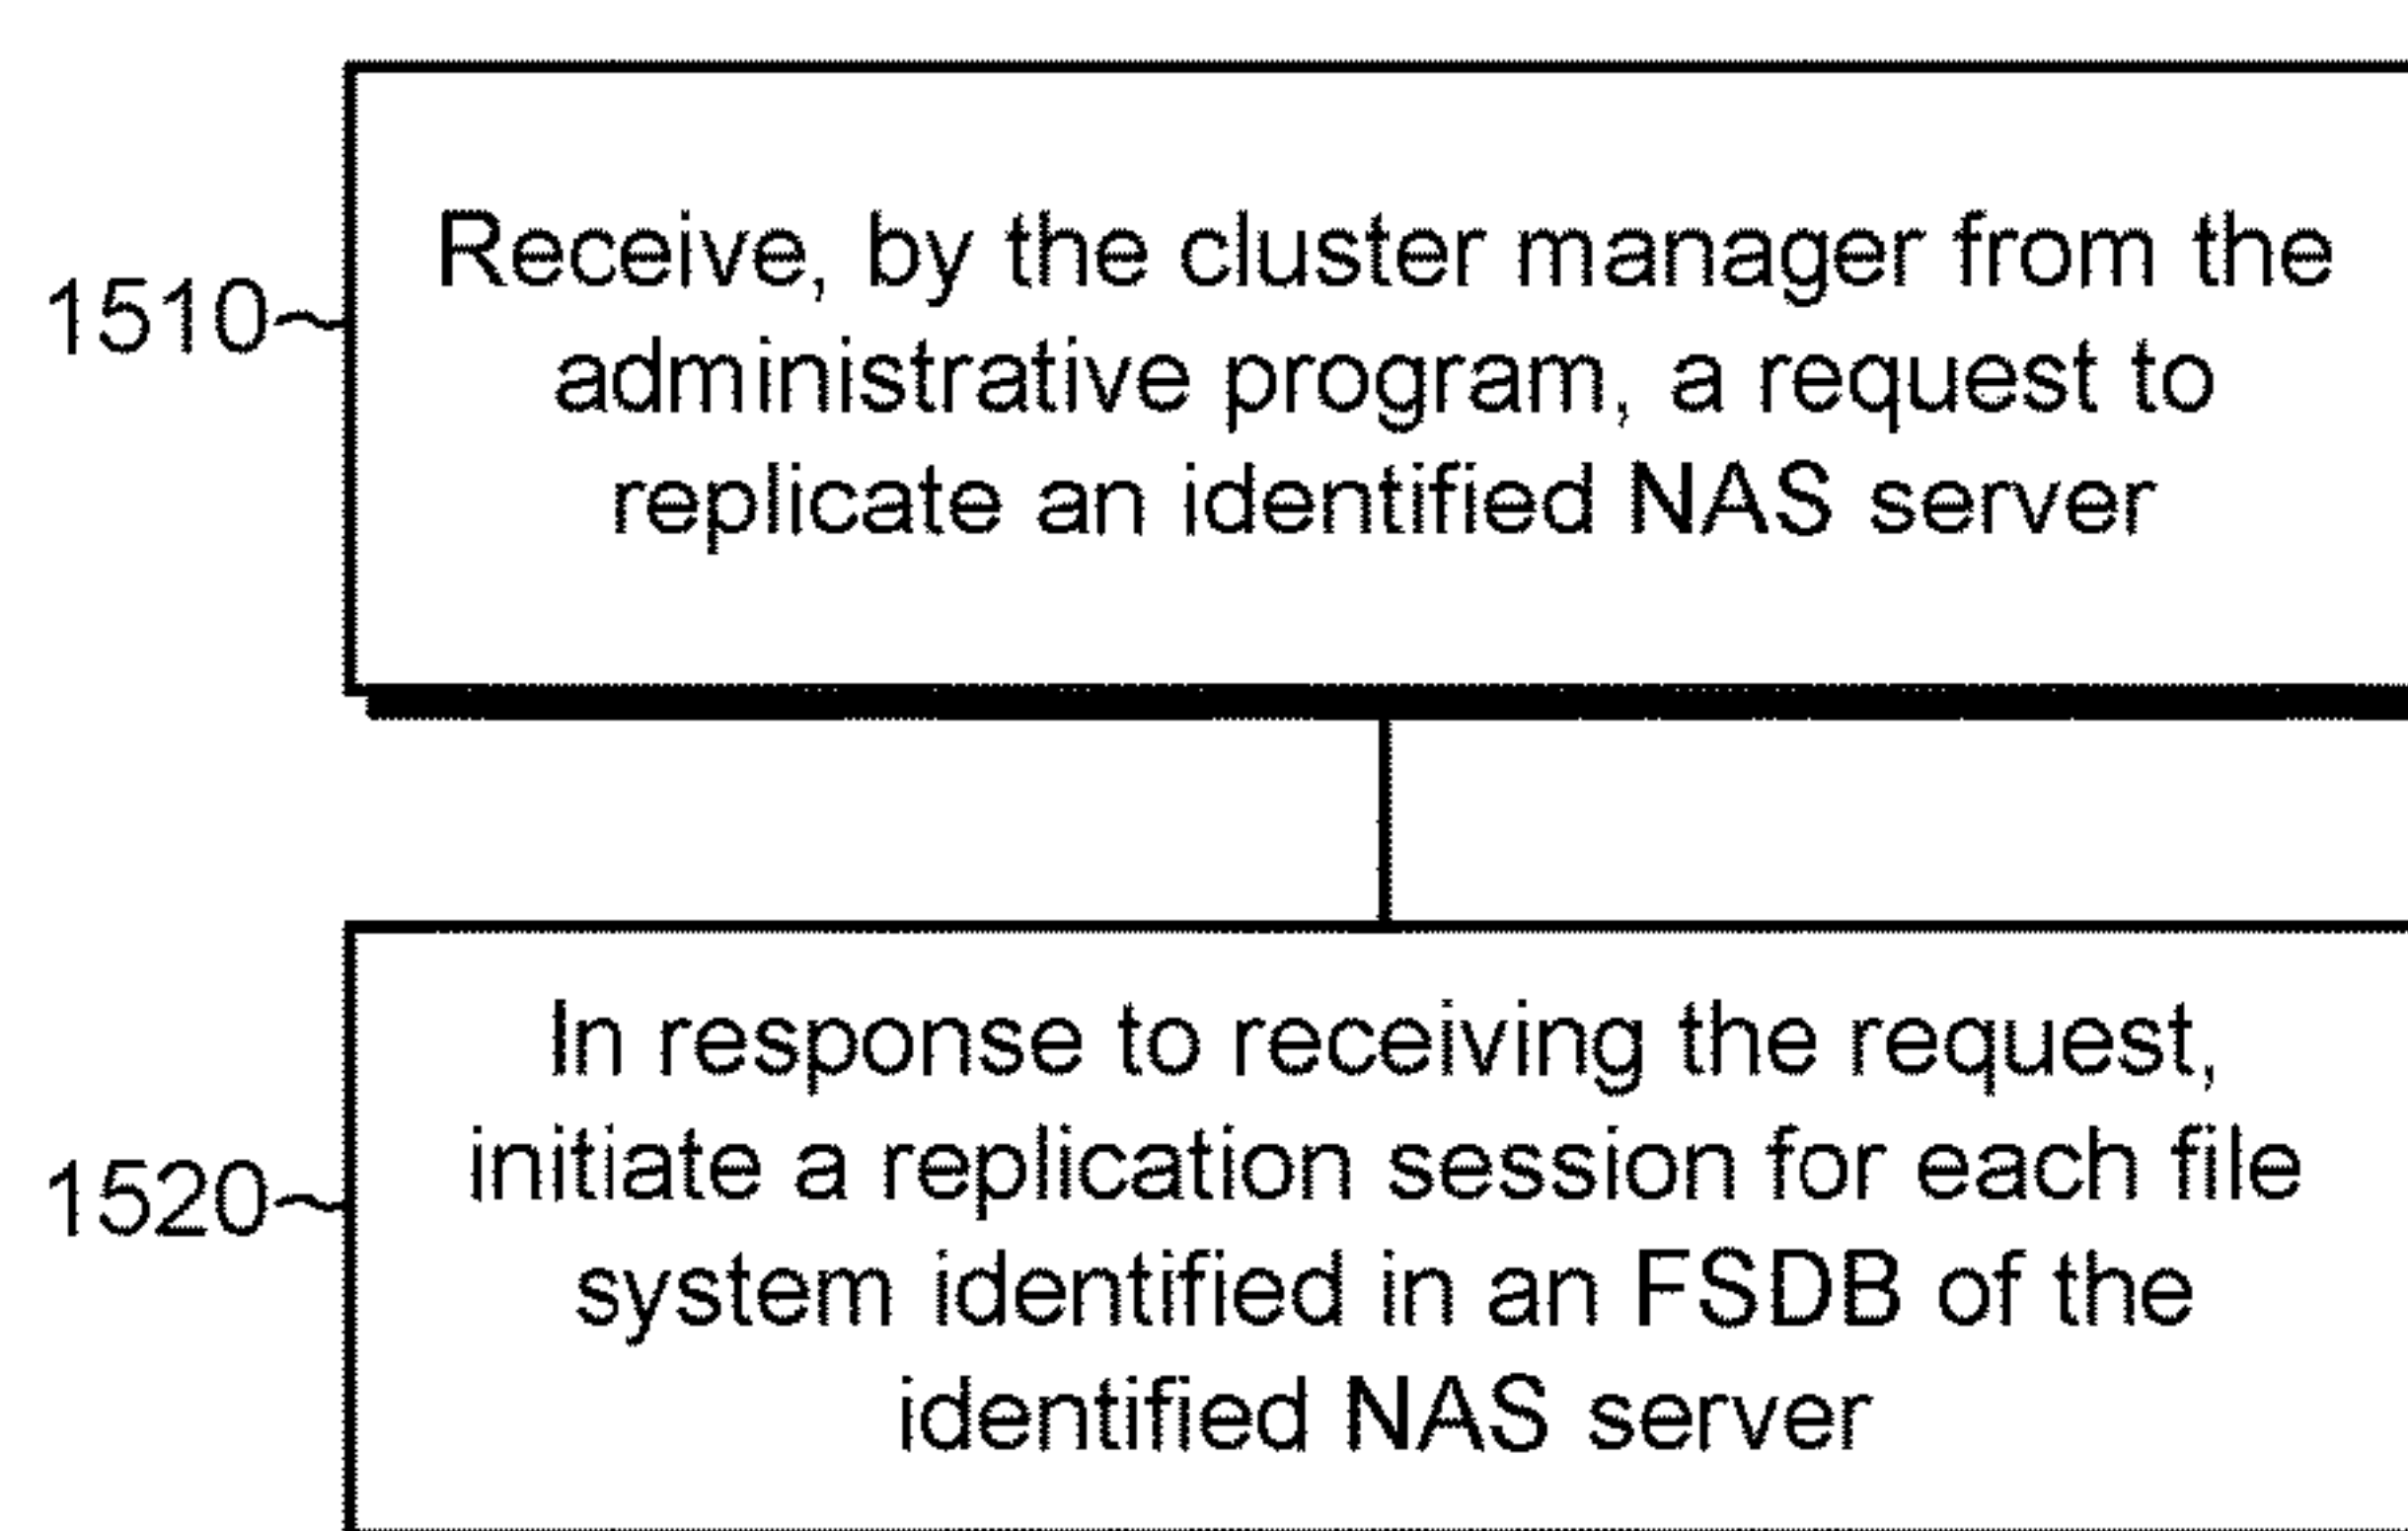 Receive, by the cluster manager from the
1510
administrative program, a request to
replicate an identified NAS server
In response to receiving the request,
initiate a replication session for each file
1520
system identified in an FSDB of the
identified NAS server